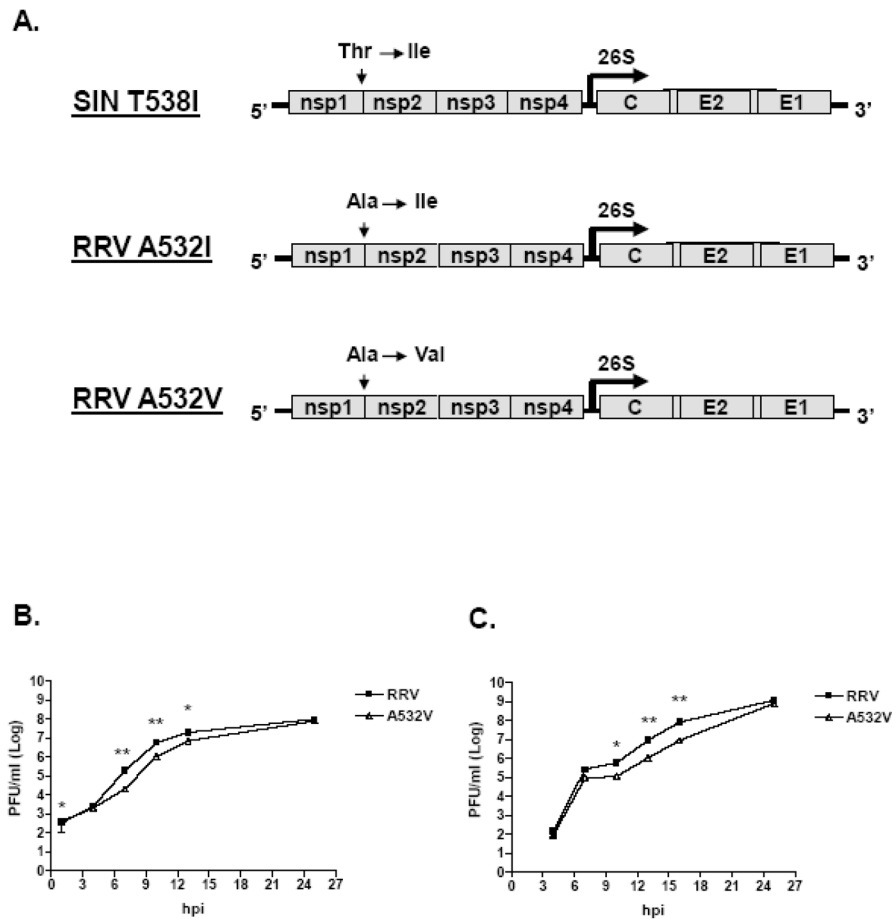 A.
Thr → Ile
26S
SIN T538I
5’ nsp1 nsp2 nsp3 nsp4 C E2 E1 3’
Ala → Ile
26S
RRV A532I
5’ nsp1 nsp2 nsp3 nsp4 C E2 E1 3’
Ala → Val
26S
RRV A532V
5’ nsp1 nsp2 nsp3 nsp4 C E2 E1 3’
B.
PFU/ml (Log)
10
9
8
7
6
5
4
3
2
1
0
0 3 6 9 12 15 18 21 24 27
hpi
* ** ** *
RRV
A532V
C.
PFU/ml (Log)
10
9
8
7
6
5
4
3
2
1
0
0 3 6 9 12 15 18 21 24 27
hpi
* ** **
RRV
A532V